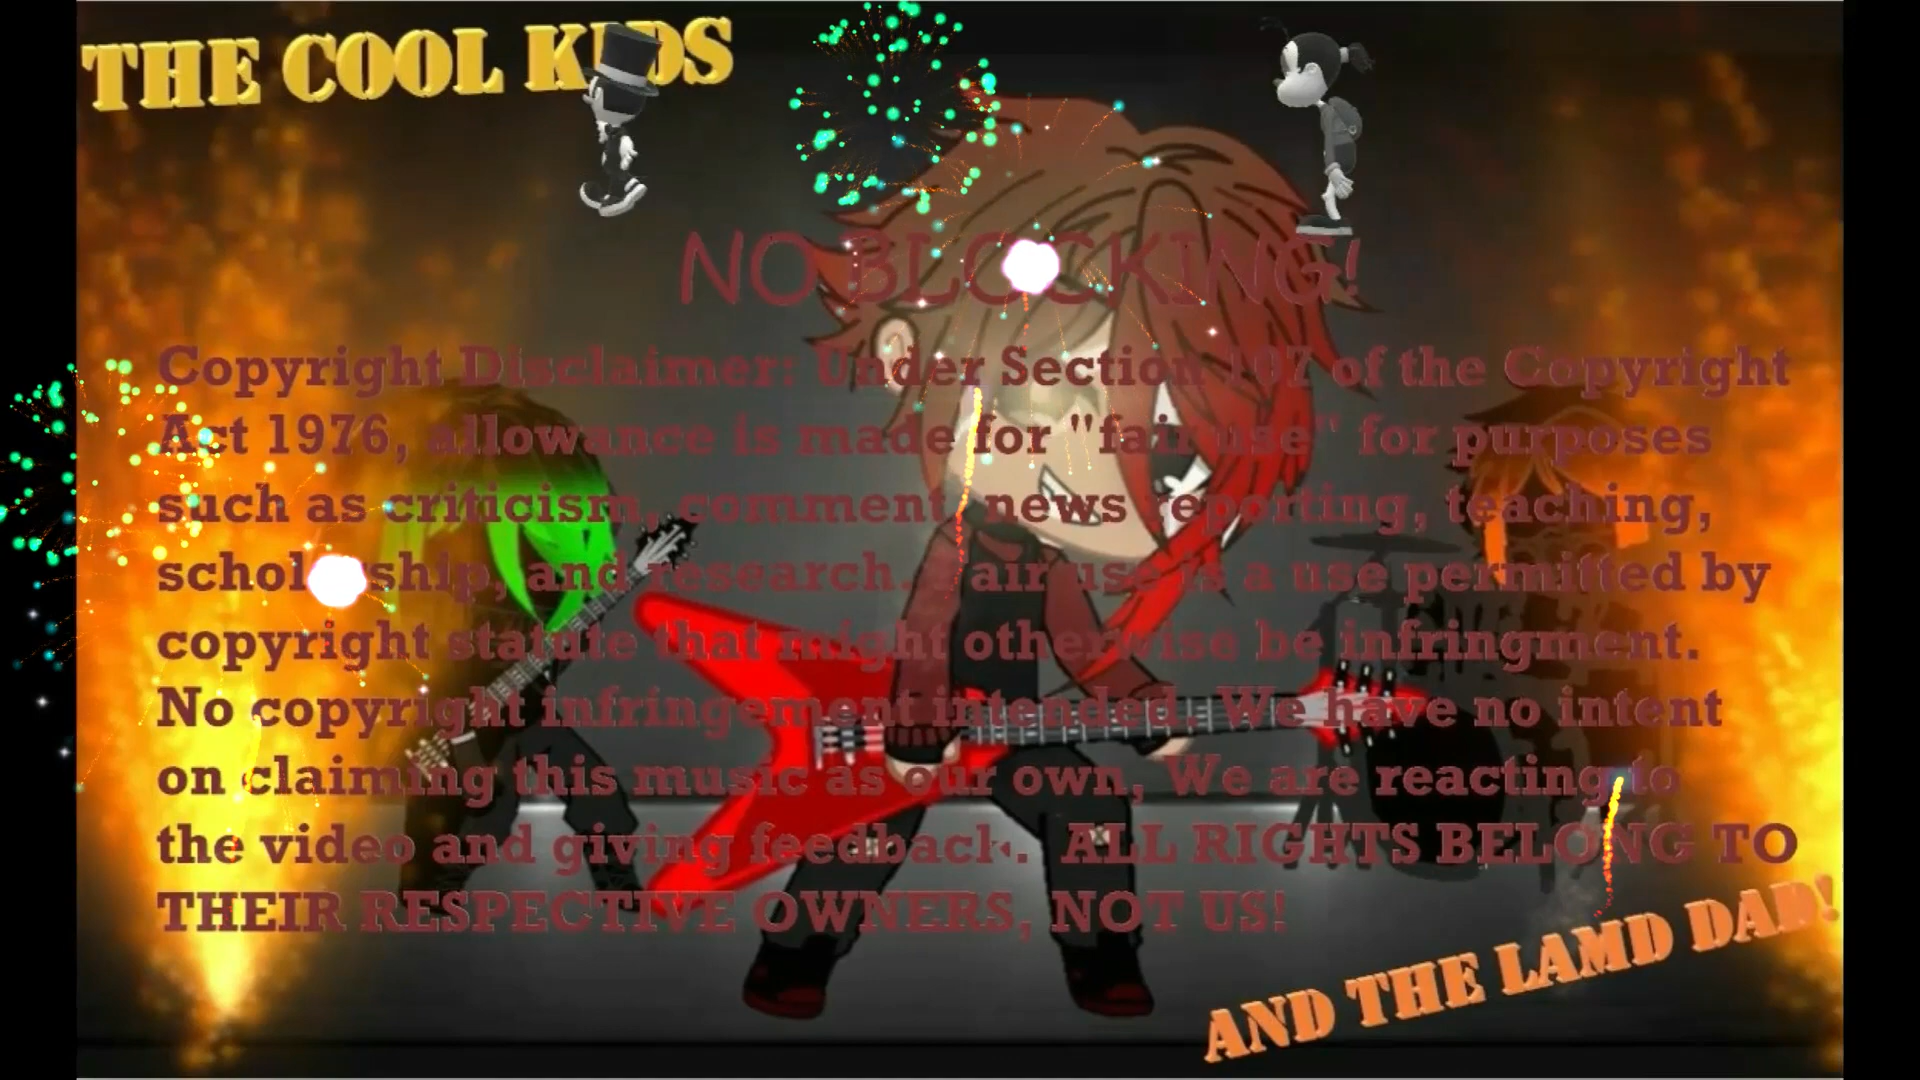 THE COOL KIDS
NO BLOCKING!
Copyright Disclaimer: Under Section 107 of the Copyright
Act 1976, allowance is made for "fair use" for purposes
such as criticism, comment, news reporting, teaching,
scholarship, and research. Fair use is a use permitted by
copyright statute that might otherwise be infringment.
No copyright infringement intended. We have no intent
on claiming this music as our own, We are reacting to
the video and giving feedback. ALL RIGHTS BELONG TO
THEIR RESPECTIVE OWNERS, NOT US!
AND THE LAMD DAD!